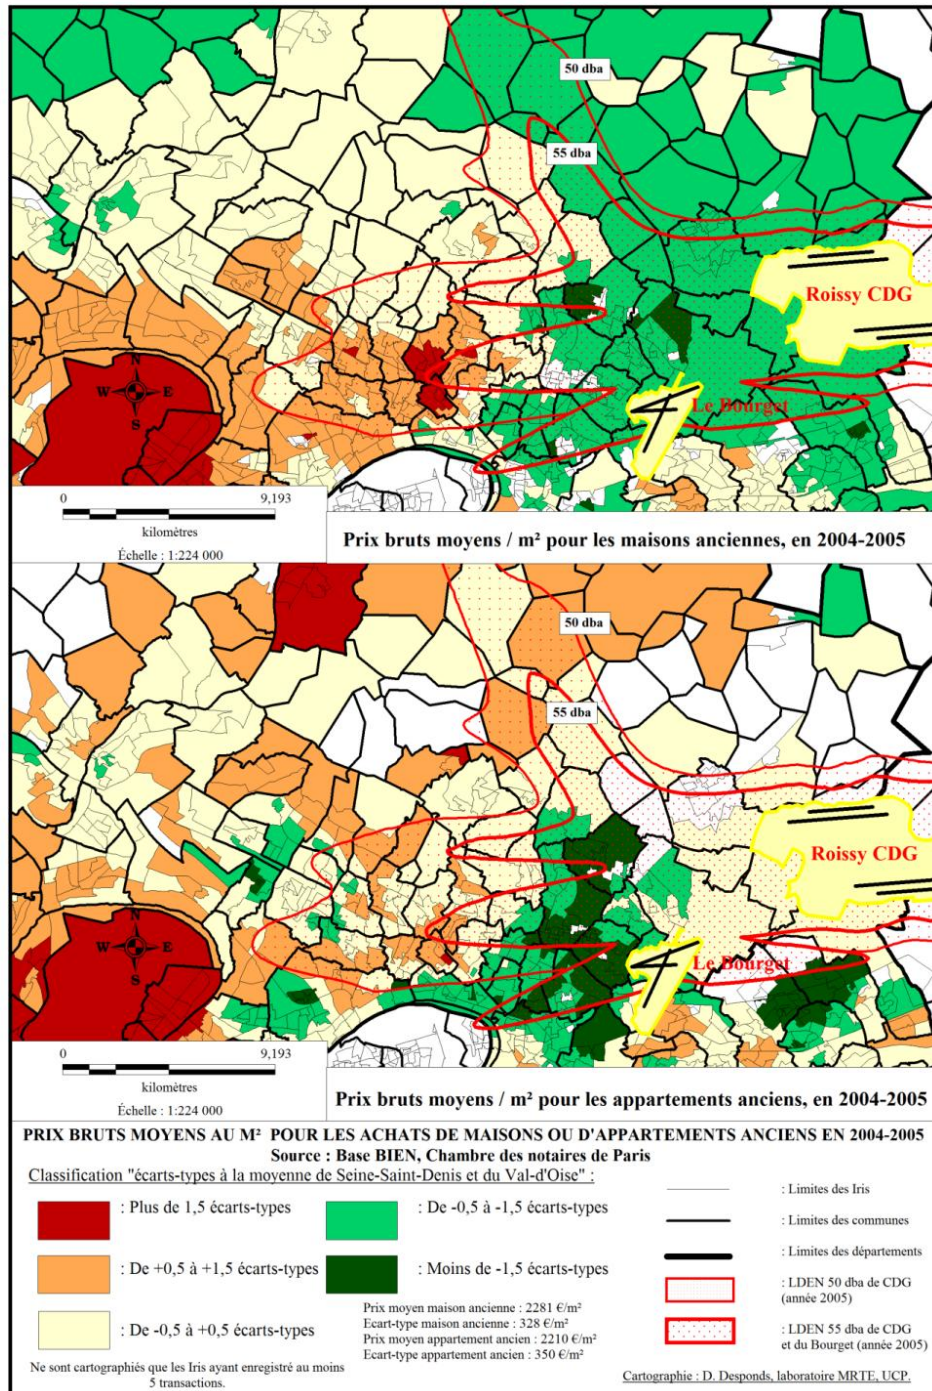 50 dba
55 dba
Roissy CDG
Le Bourget
N
W E
S
0 9,193
kilomètres
Échelle : 1:224 000
Prix bruts moyens / m² pour les maisons anciennes, en 2004-2005
50 dba
55 dba
Roissy CDG
Le Bourget
N
W E
S
0 9,193
kilomètres
Échelle : 1:224 000
Prix bruts moyens / m² pour les appartements anciens, en 2004-2005
PRIX BRUTS MOYENS AU M² POUR LES ACHATS DE MAISONS OU D'APPARTEMENTS ANCIENS EN 2004-2005
Source : Base BIEN, Chambre des notaires de Paris
Classification "écarts-types à la moyenne de Seine-Saint-Denis et du Val-d'Oise" :
: Plus de 1,5 écarts-types
: De +0,5 à +1,5 écarts-types
: De -0,5 à +0,5 écarts-types
: De -0,5 à -1,5 écarts-types
: Moins de -1,5 écarts-types
Prix moyen maison ancienne : 2281 €/m²
Ecart-type maison ancienne : 328 €/m²
Prix moyen appartement ancien : 2210 €/m²
Ecart-type appartement ancien : 350 €/m²
Ne sont cartographiés que les Iris ayant enregistré au moins
5 transactions.
: Limites des Iris
: Limites des communes
: Limites des départements
: LDEN 50 dba de CDG
(année 2005)
: LDEN 55 dba de CDG
et du Bourget (année 2005)
Cartographie : D. Desponds, laboratoire MRTE, UCP.